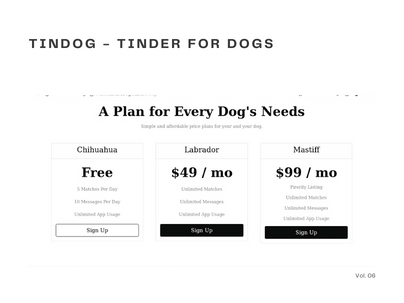 TINDOG – TINDER FOR DOGS
A Plan for Every Dog's Needs
Simple and affordable price plans for your and your dog.
Chihuahua
Free
5 Matches Per Day
10 Messages Per Day
Unlimited App Usage
Sign Up
Labrador
$49 / mo
Unlimited Matches
Unlimited Messages
Unlimited App Usage
Sign Up
Mastiff
$99 / mo
Priority Listing
Unlimited Matches
Unlimited Messages
Unlimited App Usage
Sign Up
Vol. 06